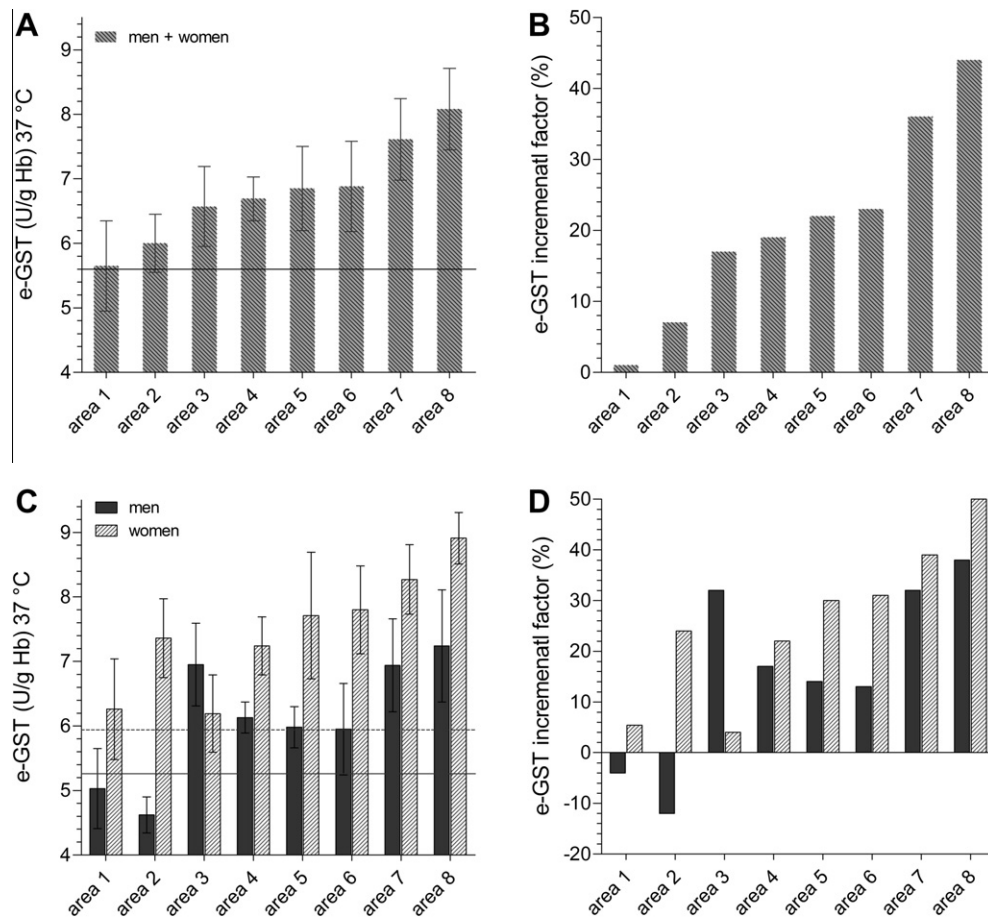 A
men + women
e-GST (U/g Hb) 37 °C
9
8
7
6
5
4
area 1
area 2
area 3
area 4
area 5
area 6
area 7
area 8
B
e-GST incremenatl factor (%)
50
40
30
20
10
0
area 1
area 2
area 3
area 4
area 5
area 6
area 7
area 8
C
men
women
e-GST (U/g Hb) 37 °C
9
8
7
6
5
4
area 1
area 2
area 3
area 4
area 5
area 6
area 7
area 8
D
e-GST incremenatl factor (%)
50
40
30
20
10
0
-10
-20
area 1
area 2
area 3
area 4
area 5
area 6
area 7
area 8